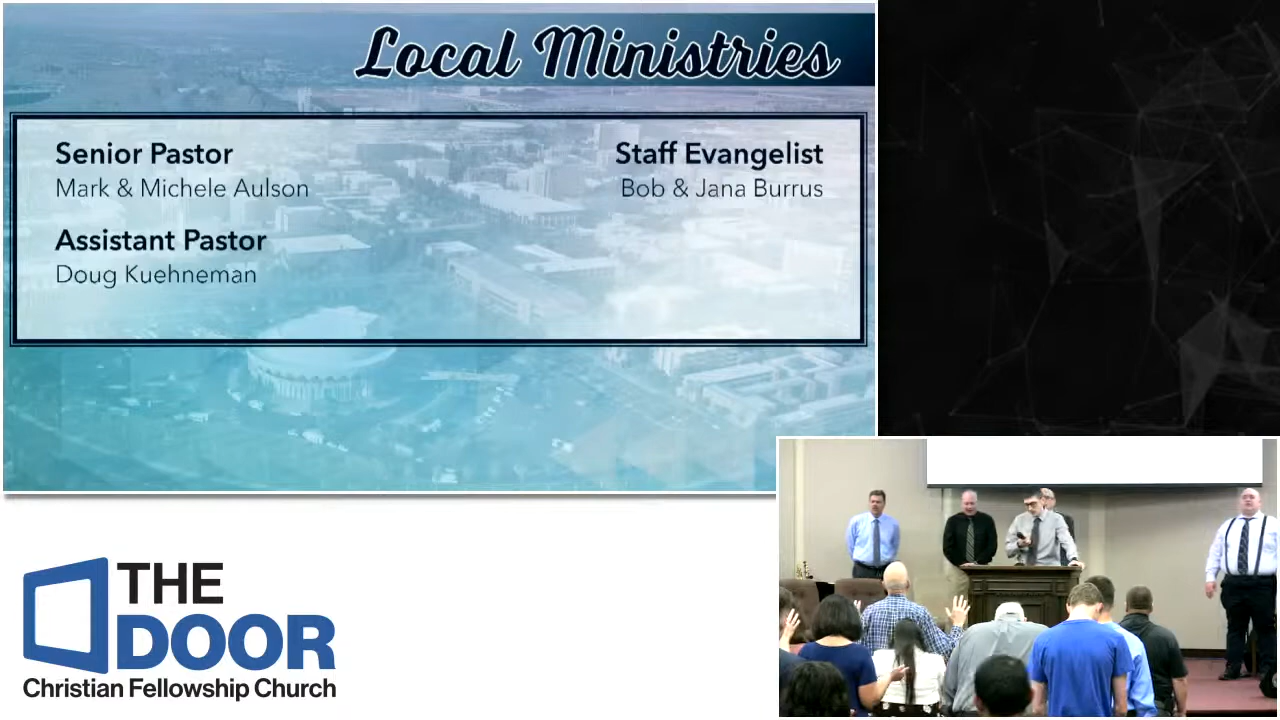 Local Ministries
Senior Pastor
Mark & Michele Aulson
Staff Evangelist
Bob & Jana Burrus
Assistant Pastor
Doug Kuehneman
THE
DOOR
Christian Fellowship Church